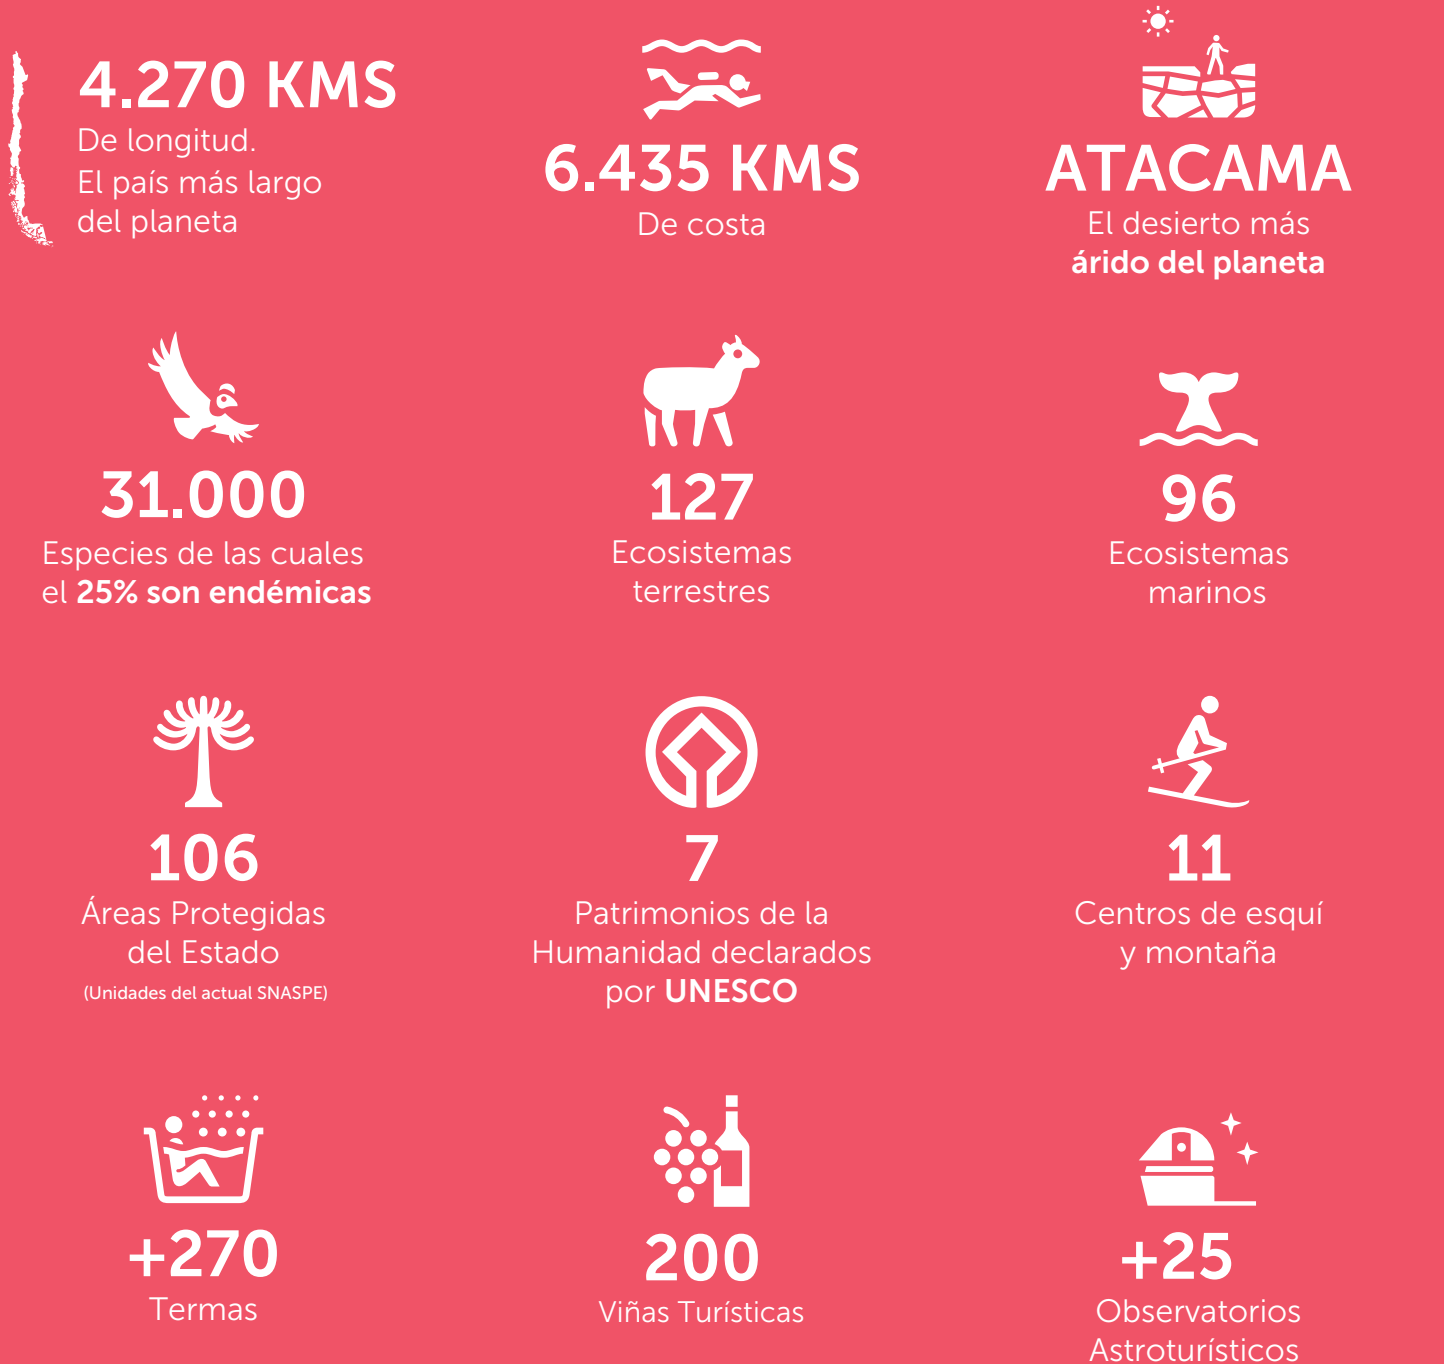 4.270 KMS
De longitud.
El país más largo
del planeta
6.435 KMS
De costa
ATACAMA
El desierto más
árido del planeta
31.000
Especies de las cuales
el 25% son endémicas
127
Ecosistemas
terrestres
96
Ecosistemas
marinos
106
Áreas Protegidas
del Estado
(Unidades del actual SNASPE)
7
Patrimonios de la
Humanidad declarados
por UNESCO
11
Centros de esquí
y montaña
+270
Termas
200
Viñas Turísticas
+25
Observatorios
Astroturísticos